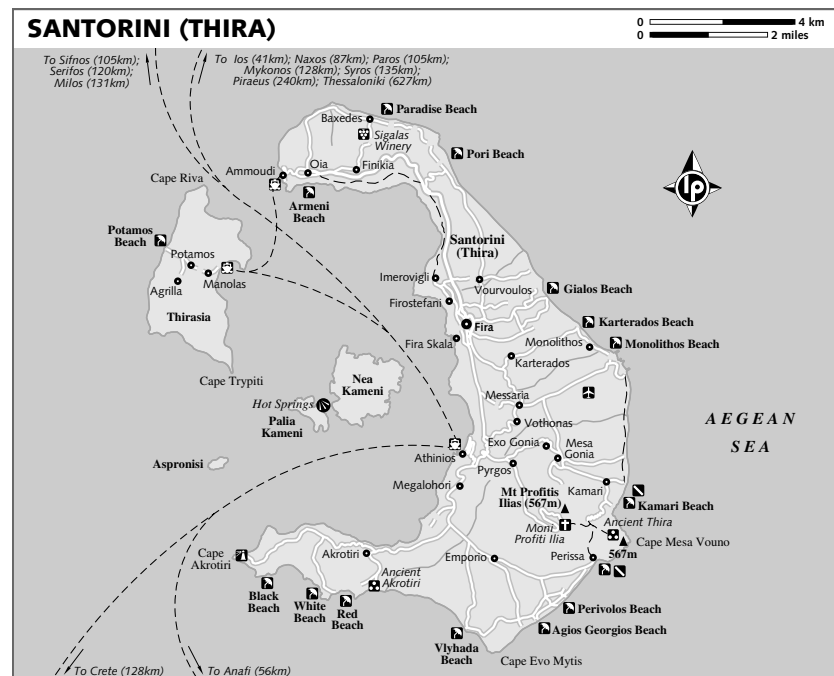 SANTORINI (THIRA)
0 4 km
0 2 miles
To Sifnos (105km);
Serifos (120km)
Milos (131km)
To Ios (41km); Naxos (87km); Paros (105km);
Mykonos (128km); Syros (135km);
Piraeus (240km); Thessaloniki (627km)
Paradise Beach
Baxedes
Sigalas
Winery
Pori Beach
Ammoudi
Oia
Finikia
Cape Riva
Armeni
Beach
lp
Potamos
Beach
Potamos
Manolas
Agrilla
Thirasia
Santorini
(Thira)
Imerovigli
Vourvoulos
Gialos Beach
Firostefani
Fira
Karterados Beach
Fira Skala
Monolithos
Monolithos Beach
Karterados
Cape Trypiti
Nea
Kameni
Hot Springs
Palia
Kameni
Messaria
Vothonas
AEGEAN
SEA
Exo Gonia
Mesa
Gonia
Aspronisi
Athinios
Pyrgos
Megalohori
Kamari
Mt Profitis
Ilias (567m)
Kamari Beach
Moni
Profiti Ilia
Ancient Thira
Cape Mesa Vouno
567m
Cape
Akrotiri
Akrotiri
Emporio
Perissa
Ancient
Akrotiri
Black
Beach
White
Beach
Red
Beach
Perivolos Beach
Agios Georgios Beach
Vlyhada
Beach
Cape Evo Mytis
To Crete (128km)
To Anafi (56km)